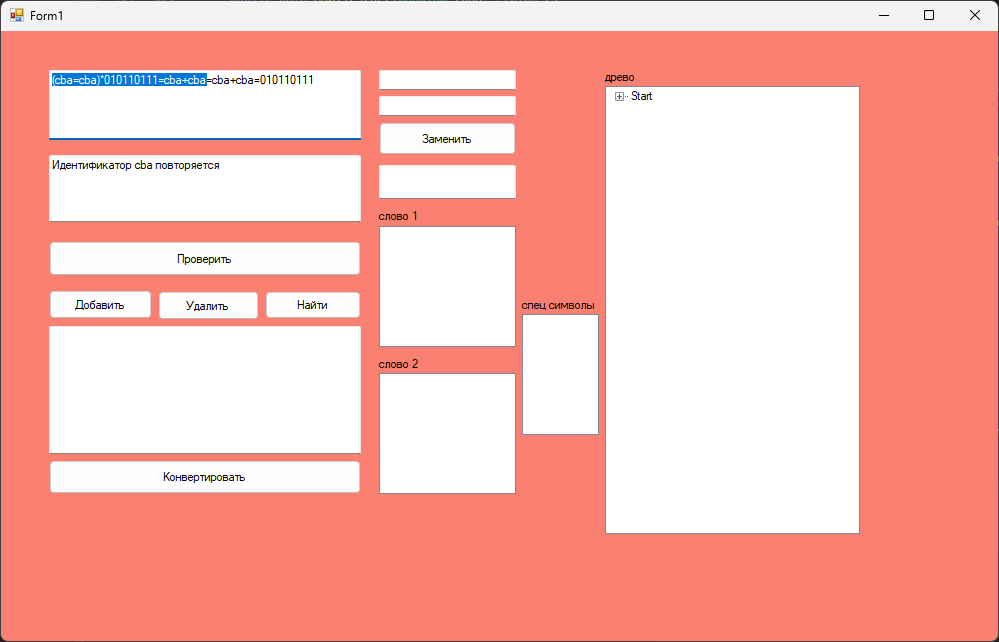 Form1
(cba=cba)*010110111=cba+cba=cba+cba=010110111
Идентификатор cba повторяется
Проверить
Добавить
Удалить
Найти
Конвертировать
Заменить
слово 1
слово 2
спец символы
древо
Start